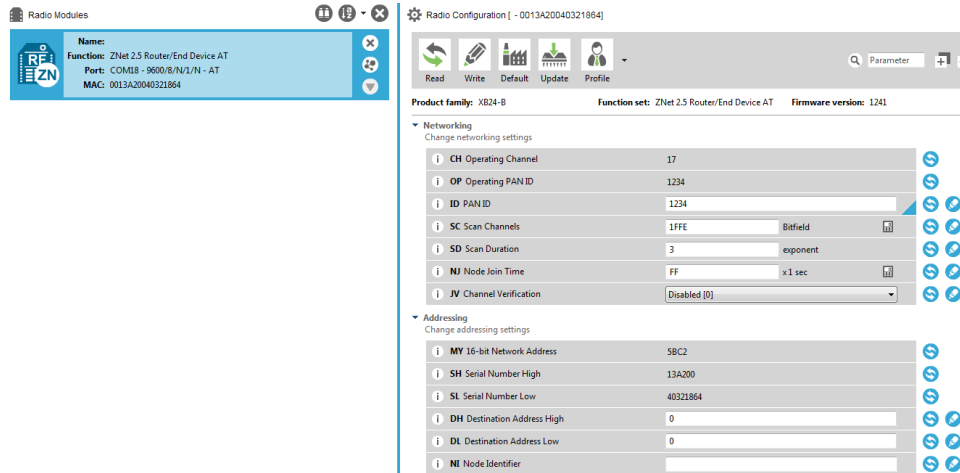 Radio Modules
Name:
Function: ZNet 2.5 Router/End Device AT
Port: COM18 - 9600/8/N/1/N - AT
MAC: 0013A20040321864
RF
ZN
Radio Configuration [ - 0013A20040321864]
Read Write Default Update Profile
Parameter
Product family: XB24-B Function set: ZNet 2.5 Router/End Device AT Firmware version: 1241
Networking
Change networking settings
i CH Operating Channel 17
i OP Operating PAN ID 1234
i ID PAN ID 1234
i SC Scan Channels 1FFE Bitfield
i SD Scan Duration 3 exponent
i NJ Node Join Time FF x 1 sec
i JV Channel Verification Disabled [0]
Addressing
Change addressing settings
i MY 16-bit Network Address 5BC2
i SH Serial Number High 13A200
i SL Serial Number Low 40321864
i DH Destination Address High 0
i DL Destination Address Low 0
i NI Node Identifier